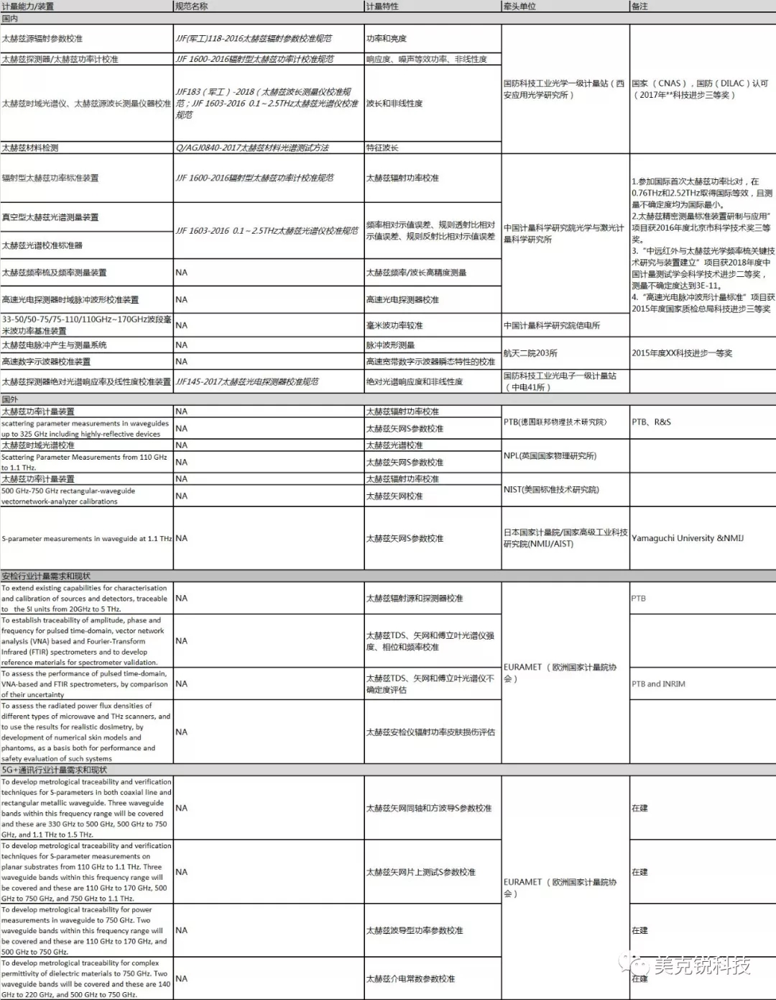 计量能力/装置 规范名称 计量特性 牵头单位 备注
国内
太赫兹源辐射参数校准 JJF(军工)118-2016太赫兹辐射参数校准规范 功率和亮度
太赫兹探测器/太赫兹功率计校准 JJF 1600-2016辐射型太赫兹功率计校准规范 响应度、噪声等效功率、非线性度
国防科技工业光学一级计量站（西
安应用光学研究所）
国家 （CNAS），国防（DILAC）认可
（2017年**科技进步三等奖）
太赫兹时域光谱仪、太赫兹源波长测量仪器校准
JJF183（军工）-2018（太赫兹波长测量仪校准规
范；JJF 1603-2016 0.1～2.5THz太赫兹光谱仪校准
规范
波长和非线性度
太赫兹材料检测 Q/AGJ0840-2017太赫兹材料光谱测试方法 特征波长
辐射型太赫兹功率标准装置 JJF 1600-2016辐射型太赫兹功率计校准规范 太赫兹辐射功率校准
真空型太赫兹光谱测量装置
太赫兹光谱校准标准器
JJF 1603-2016 0.1～2.5THz太赫兹光谱仪校准规范
频率相对示值误差、规则透射比相对
示值误差、规则反射比相对示值误差
中国计量科学研究院光学与激光计
量科学研究所
1.参加国际首次太赫兹功率比对，在
0.76THz和2.52THz取得国际等效，且测
量不确定度均为国际最小。
2.太赫兹精密测量标准装置研制与应用”
项目获2016年度北京市科学技术奖三等
奖。
3.“中远红外与太赫兹光学频率梳关键技
术研究与装置建立”项目获2018年度中
国计量测试学会科学技术进步二等奖，
测量不确定度达到3E-11。
4.“高速光电脉冲波形计量标准”项目获
2015年度国家质检总局科技进步三等奖
太赫兹频率梳及频率测量装置 NA 太赫兹频率/波长高精度测量
高速光电探测器时域脉冲波形校准装置 NA 高速光电探测器校准
33-50/50-75/75-110/110GHz~170GHz波段毫
米波功率基准装置
NA 毫米波功率较准 中国计量科学研究院信电所
太赫兹电脉冲产生与测量系统 NA 脉冲波形测量
高速数字示波器校准装置 NA 高速宽带数字示波器瞬态特性的校准
航天二院203所 2015年度XX科技进步一等奖
太赫兹探测器绝对光谱响应率及线性度校准装置 JJF145-2017太赫兹光电探测器校准规范 绝对光谱响应度和非线性度
国防科技工业光电子一级计量站
（中电41所）
国外
太赫兹功率计量装置 NA 太赫兹辐射功率校准
scattering parameter measurements in waveguides
up to 325 GHz including highly-reflective devices
NA 太赫兹矢网S参数校准
PTB(德国联邦物理技术研究院） PTB、R&S
太赫兹时域光谱校准 NA 太赫兹光谱校准
Scattering Parameter Measurements from 110 GHz
to 1.1 THz.
NA 太赫兹矢网S参数校准
NPL(英国国家物理研究所)
太赫兹功率计量装置 NA 太赫兹辐射功率校准
500 GHz-750 GHz rectangular-waveguide
vectornetwork-analyzer calibrations
NA 太赫兹矢网校准
NIST(美国标准技术研究院)
S-parameter measurements in waveguide at 1.1 THz NA 太赫兹矢网S参数校准
日本国家计量院/国家高级工业科技
研究院(NMIJ/AIST)
Yamaguchi University &NMIJ
安检行业计量需求和现状
To extend existing capabilities for characterisation
and calibration of sources and detectors, traceable
to the SI units from 20GHz to 5 THz.
NA 太赫兹辐射源和探测器校准 PTB
To establish traceability of amplitude, phase and
frequency for pulsed time-domain, vector network
analysis (VNA) based and Fourier-Transform
Infrared (FTIR) spectrometers and to develop
reference materials for spectrometer validation.
NA
太赫兹TDS、矢网和傅立叶光谱仪强
度、相位和频率校准
EURAMET （欧洲国家计量院协
会）
To assess the performance of pulsed time-domain,
VNA-based and FTIR spectrometers, by comparison
of their uncertainty
NA
太赫兹TDS、矢网和傅立叶光谱仪不
确定度评估
PTB and INRIM
To assess the radiated power flux densities of
different types of microwave and THz scanners, and
to use the results for realistic dosimetry, by
development of numerical skin models and
phantoms, as a basis both for performance and
safety evaluation of such systems
NA 太赫兹安检仪辐射功率皮肤损伤评估
5G+通讯行业计量需求和现状
To develop metrological traceability and verification
techniques for S-parameters in both coaxial line and
rectangular metallic waveguide. Three waveguide
bands within this frequency range will be covered
and these are 330 GHz to 500 GHz, 500 GHz to 750
GHz, and 1.1 THz to 1.5 THz.
NA 太赫兹矢网同轴和方波导S参数校准 在建
To develop metrological traceability and verification
techniques for S-parameter measurements on
planar substrates from 110 GHz to 1.1 THz. Three
waveguide bands within this frequency range will
be covered and these are 110 GHz to 170 GHz, 500
GHz to 750 GHz, and 750 GHz to 1.1 THz.
NA 太赫兹矢网片上测试S参数校准 在建
EURAMET （欧洲国家计量院协
会）
To develop metrological traceability for power
measurements in waveguide to 750 GHz. Two
waveguide bands within this frequency range will
be covered and these are 110 GHz to 170 GHz, and
500 GHz to 750 GHz.
NA 太赫兹波导型功率参数校准 在建
To develop metrological traceability for complex
permittivity of dielectric materials to 750 GHz. Two
waveguide bands will be covered and these are 140
GHz to 220 GHz, and 500 GHz to 750 GHz.
NA 太赫兹介电常数参数校准 在建
美克锐科技